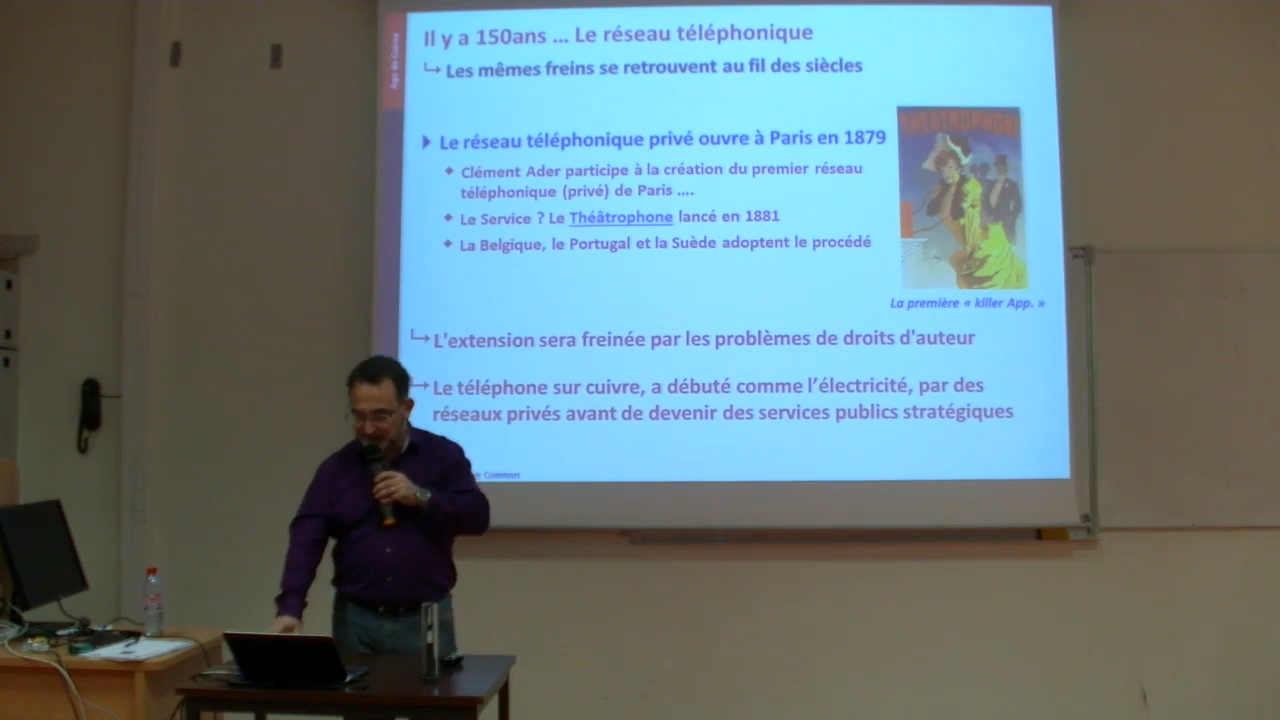 Age du Cuivre
Il y a 150ans ... Le réseau téléphonique
Les mêmes freins se retrouvent au fil des siècles
Le réseau téléphonique privé ouvre à Paris en 1879
Clément Ader participe à la création du premier réseau
téléphonique (privé) de Paris ....
Le Service ? Le Théâtrophone lancé en 1881
La Belgique, le Portugal et la Suède adoptent le procédé
THEATROPHONE
La première « killer App. »
L'extension sera freinée par les problèmes de droits d'auteur
Le téléphone sur cuivre, a débuté comme l’électricité, par des
réseaux privés avant de devenir des services publics stratégiques